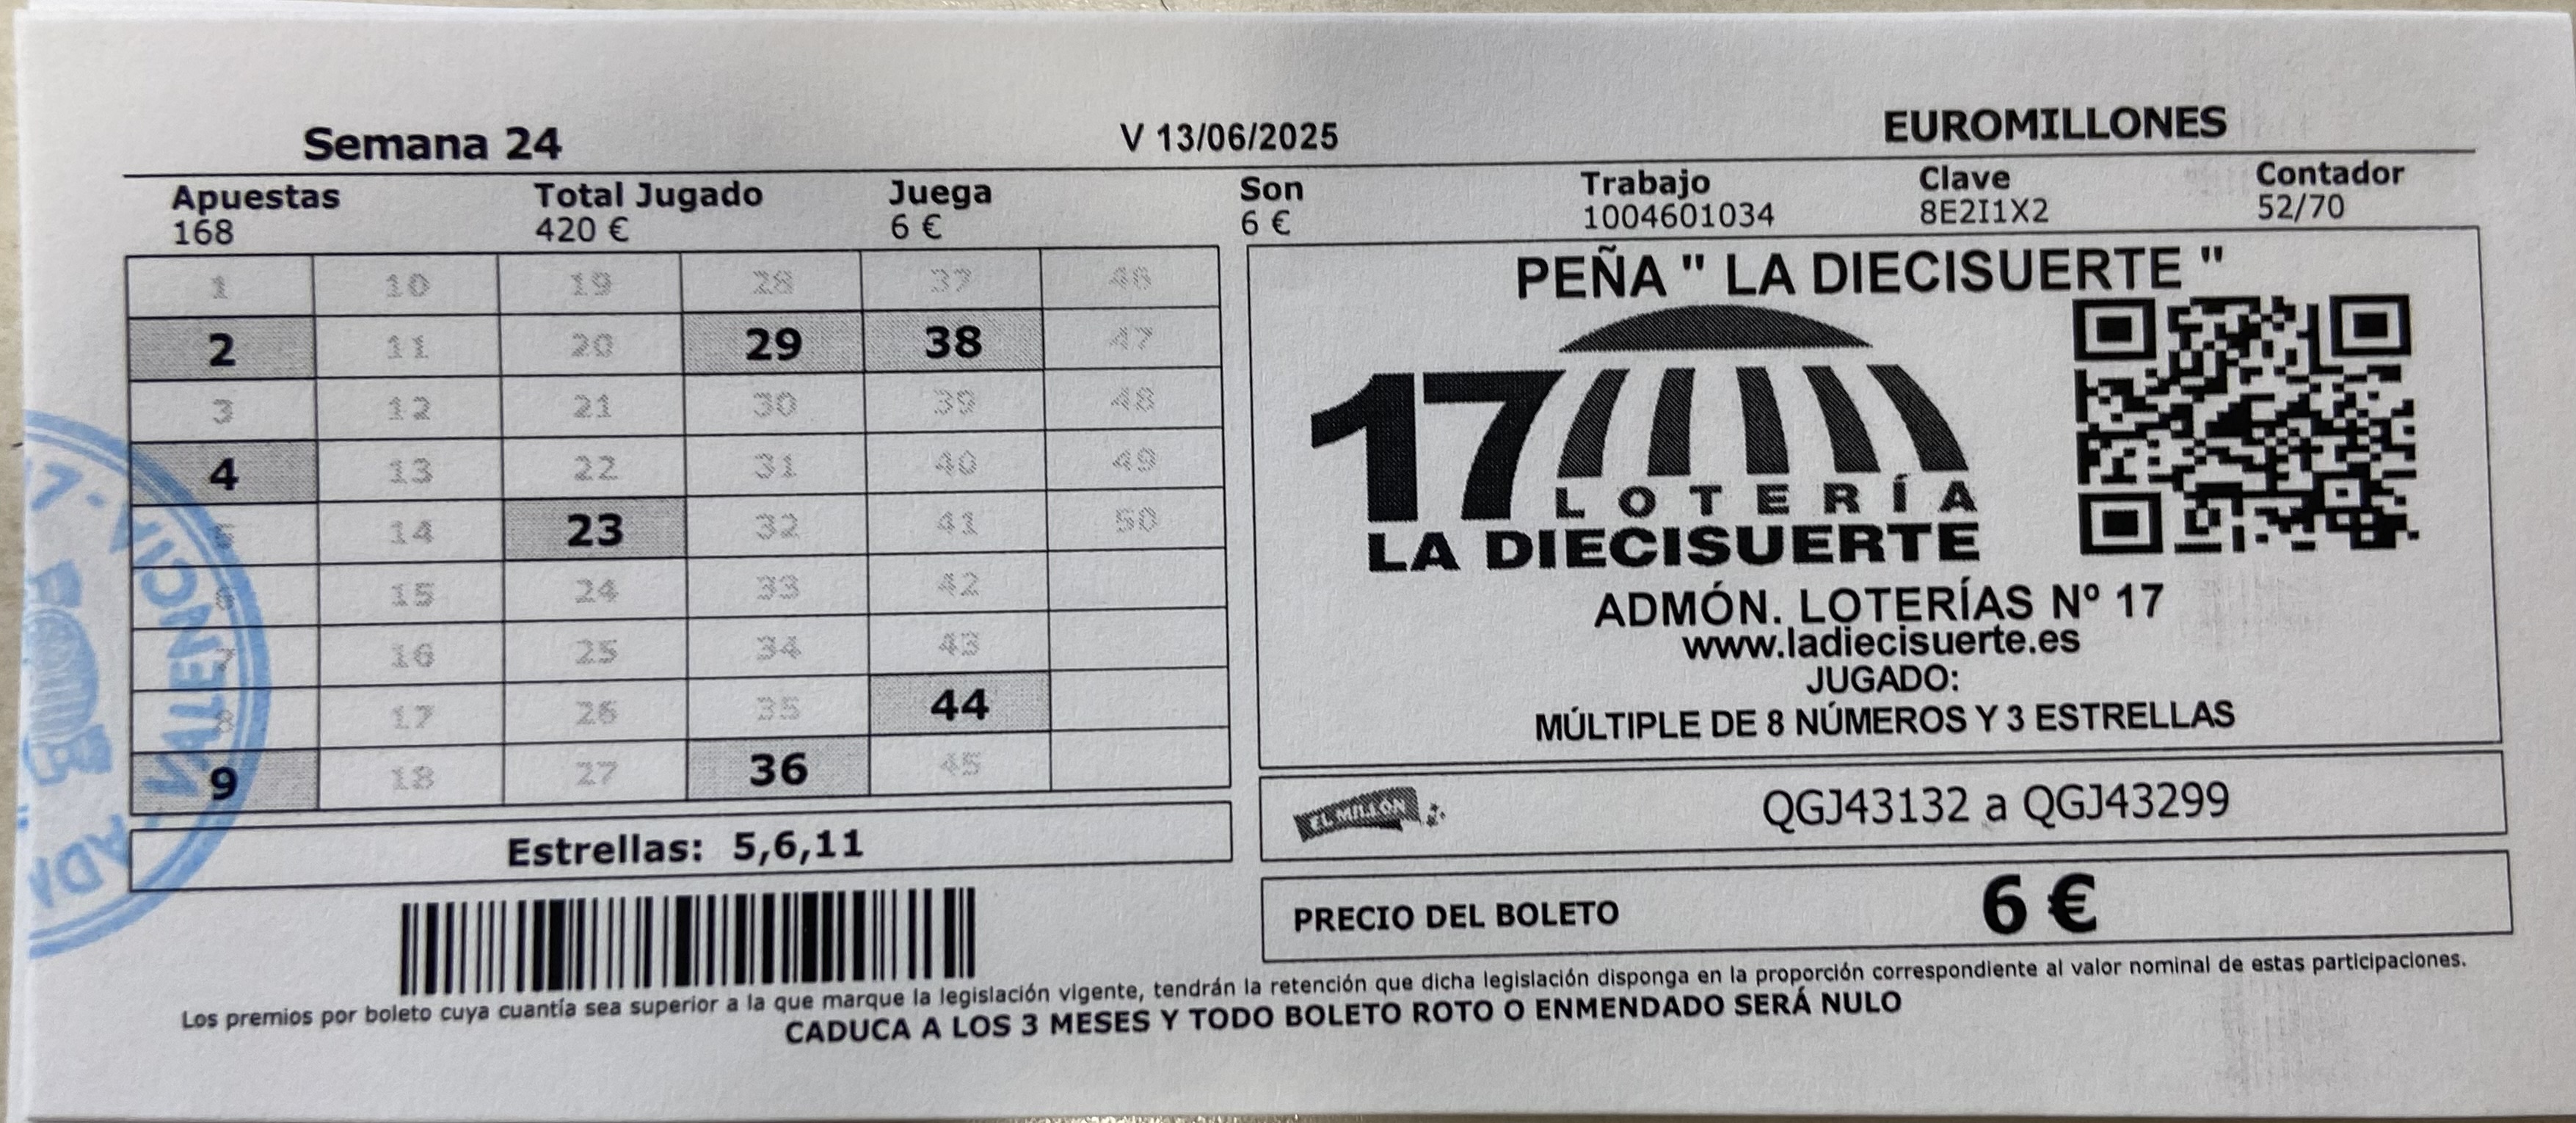 Semana 24 V 13/06/2025 EUROMILLONES
Apuestas Total Jugado Juega Son Trabajo Clave Contador
168 420 € 6 € 6 € 1004601034 8E2I1X2 52/70
1 10 19 28 37 46
2 11 20 29 38 47
3 12 21 30 39 48
4 13 22 31 40 49
5 14 23 32 41 50
6 15 24 33 42
7 16 25 34 43
8 17 26 35 44
9 18 27 36 45
Estrellas: 5,6,11
PEÑA " LA DIECISUERTE "
17 LOTERÍA
LA DIECISUERTE
ADMÓN. LOTERÍAS Nº 17
www.ladiecisuerte.es
JUGADO:
MÚLTIPLE DE 8 NÚMEROS Y 3 ESTRELLAS
EL MILLÓN QGJ43132 a QGJ43299
PRECIO DEL BOLETO 6 €
Los premios por boleto cuya cuantía sea superior a la que marque la legislación vigente, tendrán la retención que dicha legislación disponga en la proporción correspondiente al valor nominal de estas participaciones.
CADUCA A LOS 3 MESES Y TODO BOLETO ROTO O ENMENDADO SERÁ NULO
VALENCIA